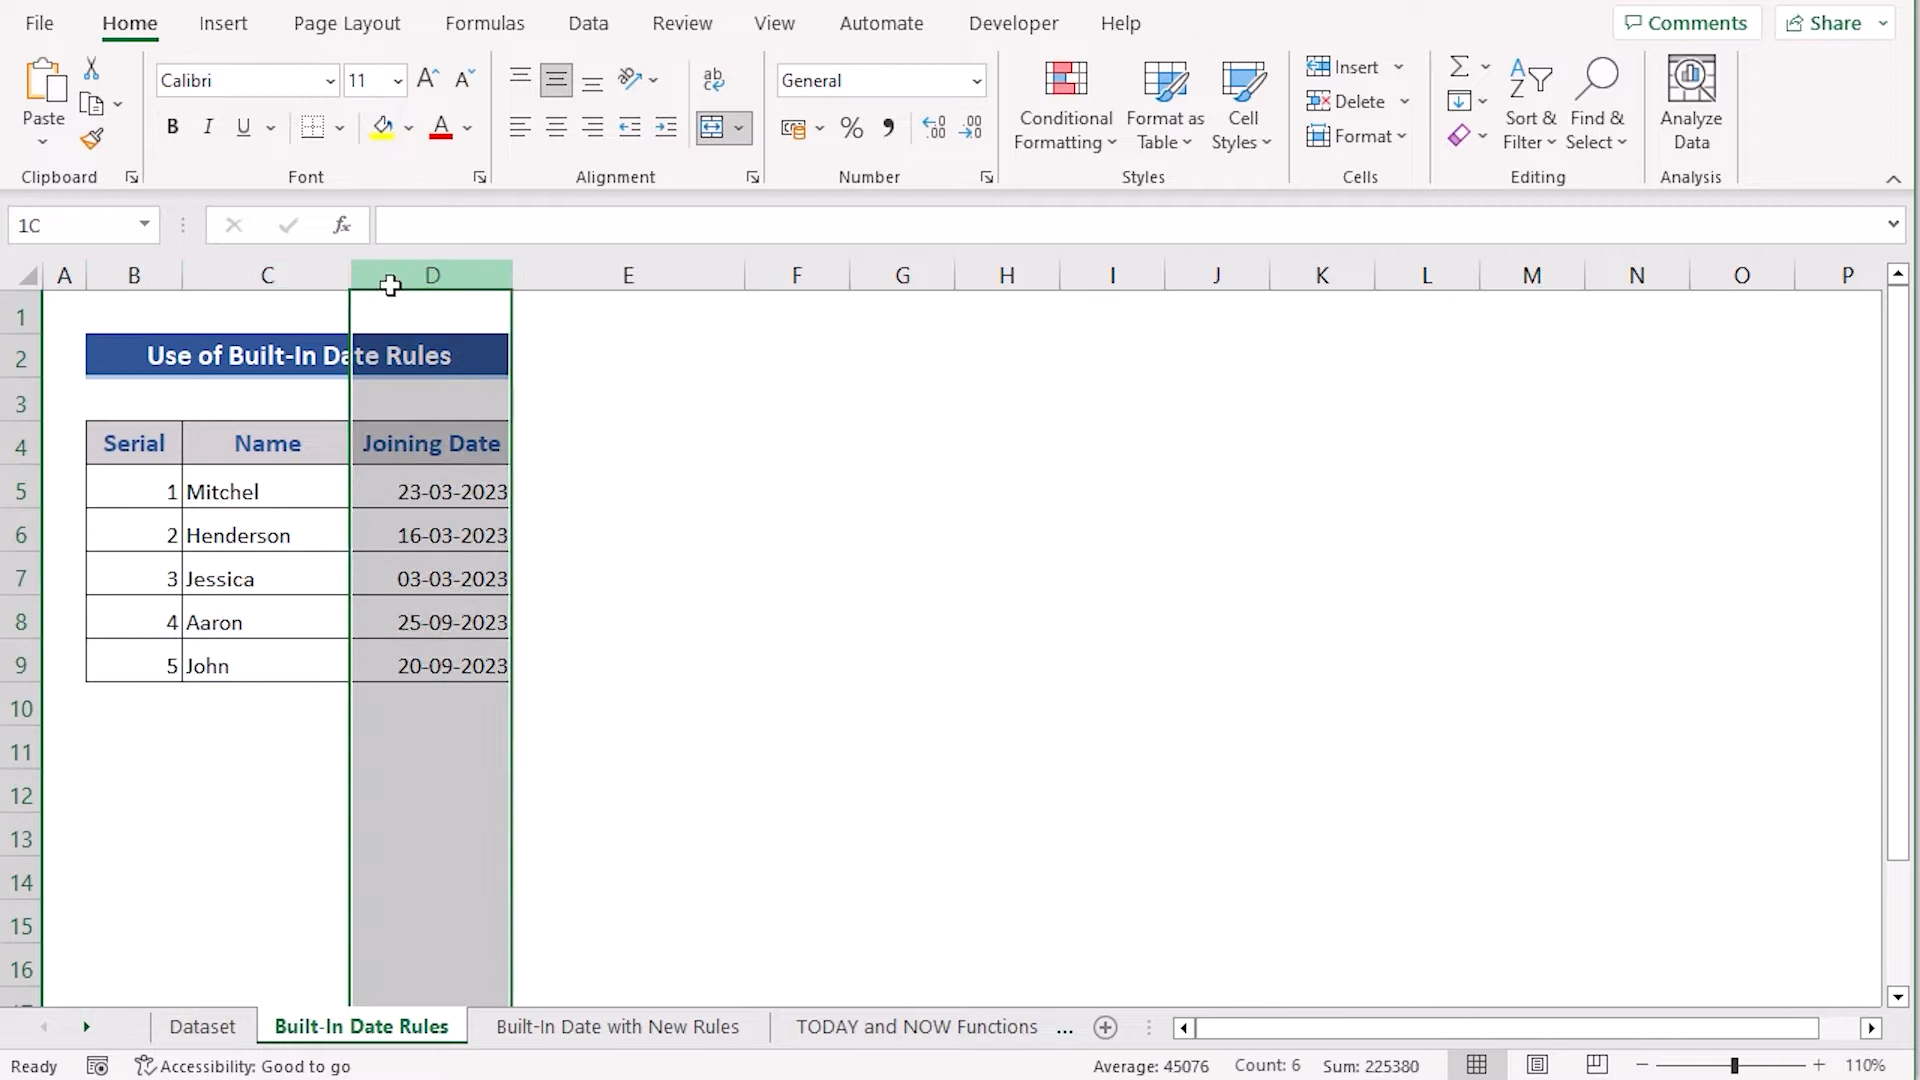 File Home Insert Page Layout Formulas Data Review View Automate Developer Help Comments Share
Paste
Clipboard
Calibri 11
B I U A
Font
ab
Alignment
General
% 9 .00
Number
Conditional Formatting
Format as Table
Cell Styles
Styles
Insert
Delete
Format
Cells
Sort & Filter
Find & Select
Editing
Analyze Data
Analysis
1C fx
A B C D E F G H I J K L M N O P
1
2 Use of Built-In Date Rules
3
4 Serial Name Joining Date
5 1 Mitchel 23-03-2023
6 2 Henderson 16-03-2023
7 3 Jessica 03-03-2023
8 4 Aaron 25-09-2023
9 5 John 20-09-2023
10
11
12
13
14
15
16
Dataset Built-In Date Rules Built-In Date with New Rules TODAY and NOW Functions ...
Ready Accessibility: Good to go Average: 45076 Count: 6 Sum: 225380 110%